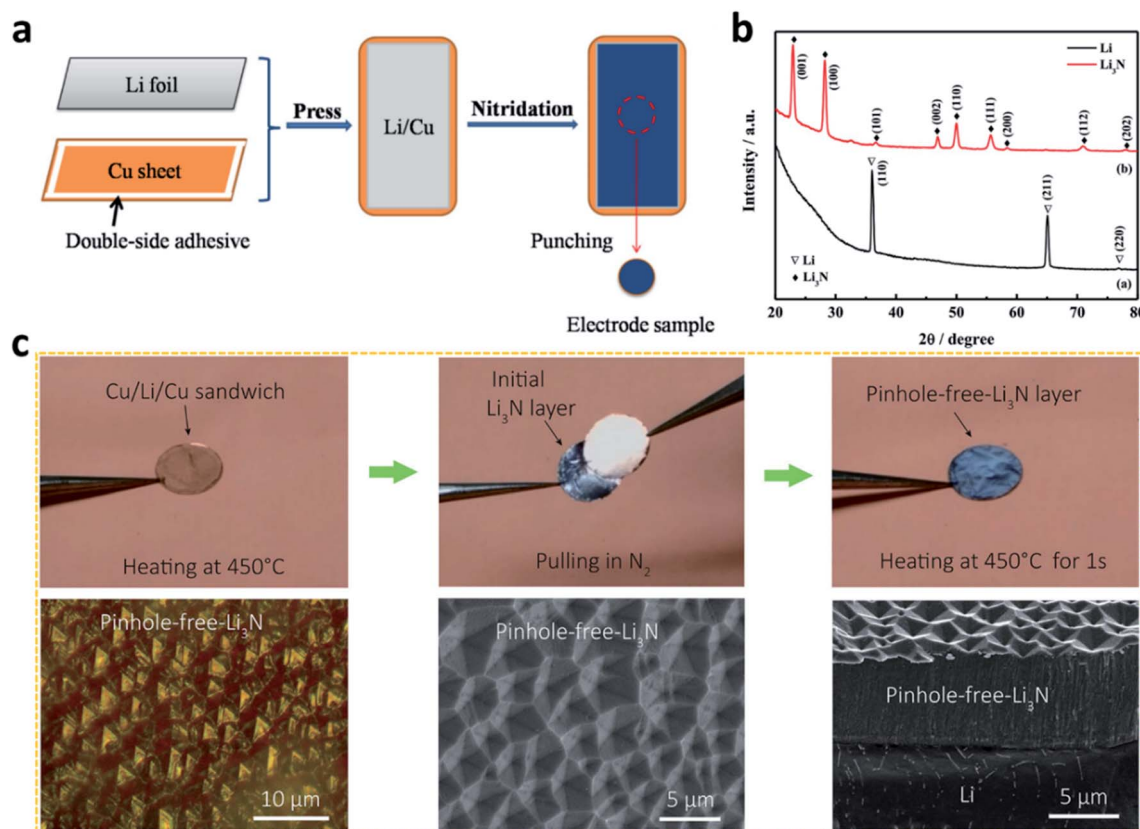 a
Li foil
Cu sheet
Double-side adhesive
Press
Li/Cu
Nitridation
Punching
Electrode sample
b
Intensity / a.u.
Li
Li₃N
(001)
(100)
(101)
(002)
(110)
(111)
(200)
(112)
(202)
(b)
(110)
(211)
(220)
▽ Li
◆ Li₃N
(a)
20 30 40 50 60 70 80
2θ / degree
c
Cu/Li/Cu sandwich
Heating at 450°C
Initial
Li₃N layer
Pulling in N₂
Pinhole-free-Li₃N layer
Heating at 450°C for 1s
Pinhole-free-Li₃N
10 μm
Pinhole-free-Li₃N
5 μm
Pinhole-free-Li₃N
Li
5 μm